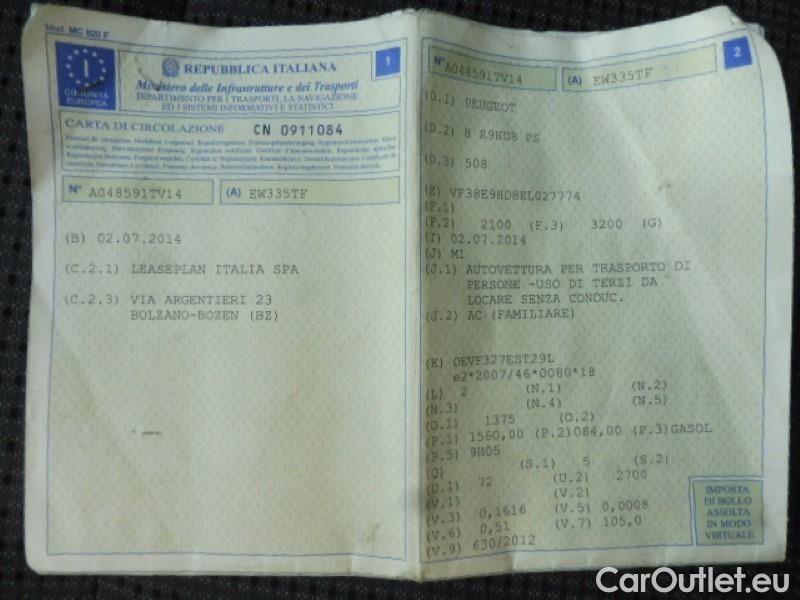 Mod. MC 820 F
I
COMUNITÀ
EUROPEA
REPUBBLICA ITALIANA
1
Ministero delle Infrastrutture e dei Trasporti
DIPARTIMENTO PER I TRASPORTI, LA NAVIGAZIONE
ED I SISTEMI INFORMATIVI E STATISTICI
CARTA DI CIRCOLAZIONE CN 0911084
N° A048591TV14 (A) EW335TF
(B) 02.07.2014
(C.2.1) LEASEPLAN ITALIA SPA
(C.2.3) VIA ARGENTIERI 23
BOLZANO-BOZEN (BZ)
2
N° A048591TV14 (A) EW335TF
(D.1) PEUGEOT
(D.2) 8 E9HD8 PS
(D.3) 508
(E) VF38E9HD8EL027774
(F.1)
(F.2) 2100 (F.3) 3200 (G)
(I) 02.07.2014
(J) M1
(J.1) AUTOVETTURA PER TRASPORTO DI
PERSONE -USO DI TERZI DA
LOCARE SENZA CONDUC.
(J.2) AC (FAMILIARE)
(K) OEVF327EST29L
e2*2007/46*0080*18
(L) 2 (N.1) (N.2)
(N.3) (N.4) (N.5)
(O.1) 1375 (O.2)
(P.1) 1560,00 (P.2)084,00 (P.3)GASOL
(P.5) 9H05
(Q) (S.1) 5 (S.2)
(U.1) 72 (U.2) 2700
(V.1) (V.2)
(V.3) 0,1616 (V.5) 0,0008
(V.6) 0,51 (V.7) 105,0
(V.9) 630/2012
IMPOSTA
DI BOLLO
ASSOLTA
IN MODO
VIRTUALE
CarOutlet.eu